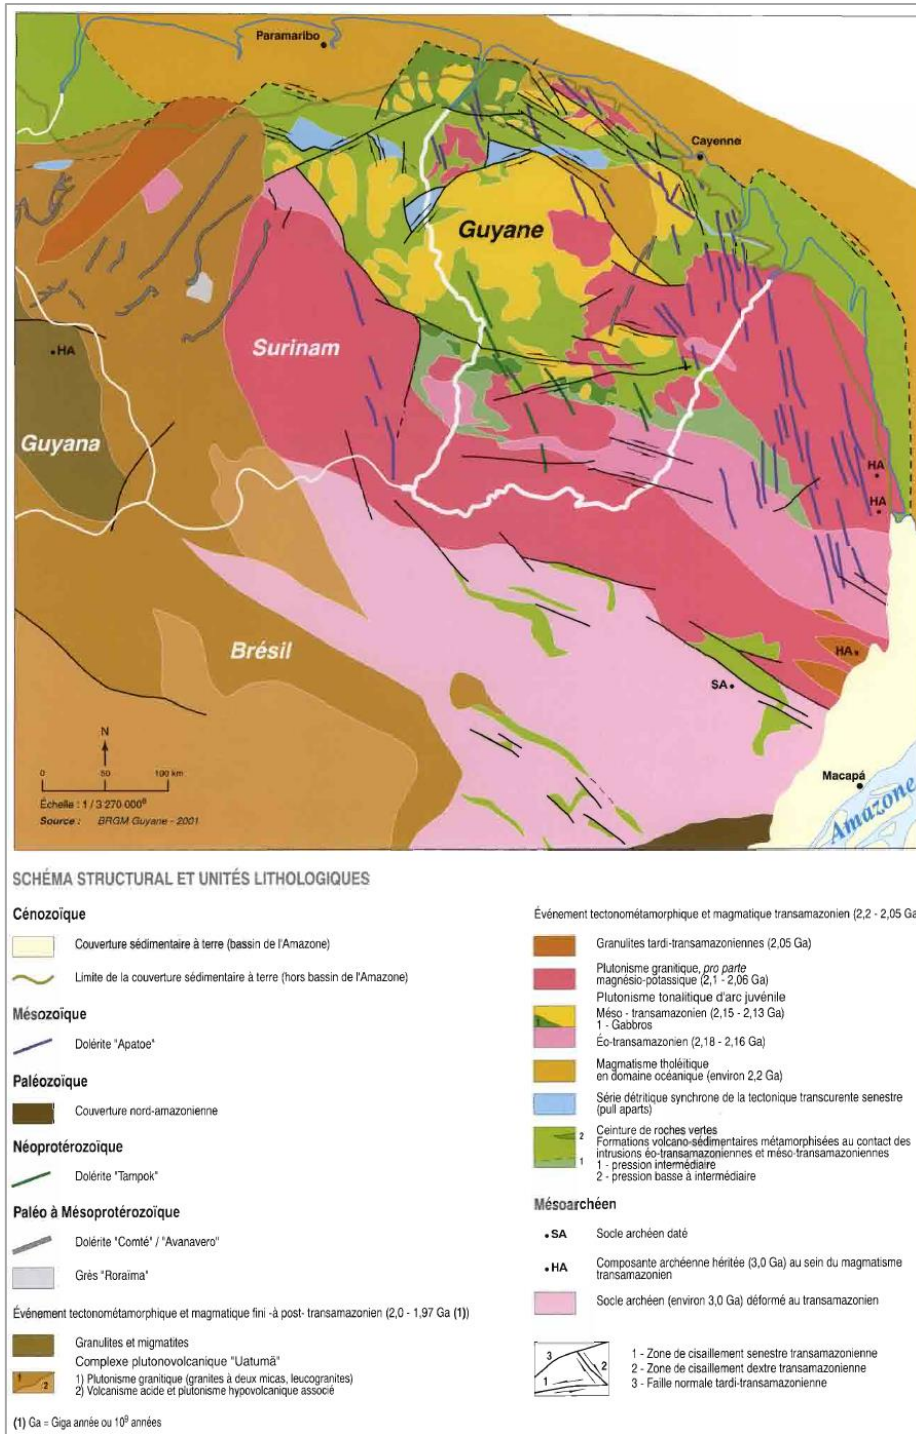 Paramaribo
Cayenne
Guyane
HA
Surinam
Guyana
HA
HA
Brésil
HA
SA
N
0 50 100 km
Échelle : 1 / 3 270 000e
Source : BRGM Guyane - 2001
Macapá
Amazone
SCHÉMA STRUCTURAL ET UNITÉS LITHOLOGIQUES
Cénozoïque
Couverture sédimentaire à terre (bassin de l'Amazone)
Limite de la couverture sédimentaire à terre (hors bassin de l'Amazone)
Mésozoïque
Dolérite "Apatoe"
Paléozoïque
Couverture nord-amazonienne
Néoprotérozoïque
Dolérite "Tampok"
Paléo à Mésoprotérozoïque
Dolérite "Comté" / "Avanavero"
Grès "Roraïma"
Événement tectonométamorphique et magmatique fini -à post- transamazonien (2,0 - 1,97 Ga (1))
Granulites et migmatites
Complexe plutonovolcanique "Uatumã"
1 2
1) Plutonisme granitique (granites à deux micas, leucogranites)
2) Volcanisme acide et plutonisme hypovolcanique associé
(1) Ga = Giga année ou 10⁹ années
Événement tectonométamorphique et magmatique transamazonien (2,2 - 2,05 Ga
Granulites tardi-transamazoniennes (2,05 Ga)
Plutonisme granitique, pro parte
magnésio-potassique (2,1 - 2,06 Ga)
Plutonisme tonalitique d'arc juvénile
Méso - transamazonien (2,15 - 2,13 Ga)
1
1 - Gabbros
Éo-transamazonien (2,18 - 2,16 Ga)
Magmatisme tholéitique
en domaine océanique (environ 2,2 Ga)
Série détritique synchrone de la tectonique transcurente senestre
(pull aparts)
2
1
Ceinture de roches vertes
Formations volcano-sédimentaires métamorphisées au contact des
intrusions éo-transamazoniennes et méso-transamazoniennes
1 - pression intermédiaire
2 - pression basse à intermédiaire
Mésoarchéen
SA Socle archéen daté
HA Composante archéenne héritée (3,0 Ga) au sein du magmatisme
transamazonien
Socle archéen (environ 3,0 Ga) déformé au transamazonien
3
2
1
1 - Zone de cisaillement senestre transamazonienne
2 - Zone de cisaillement dextre transamazonienne
3 - Faille normale tardi-transamazonienne